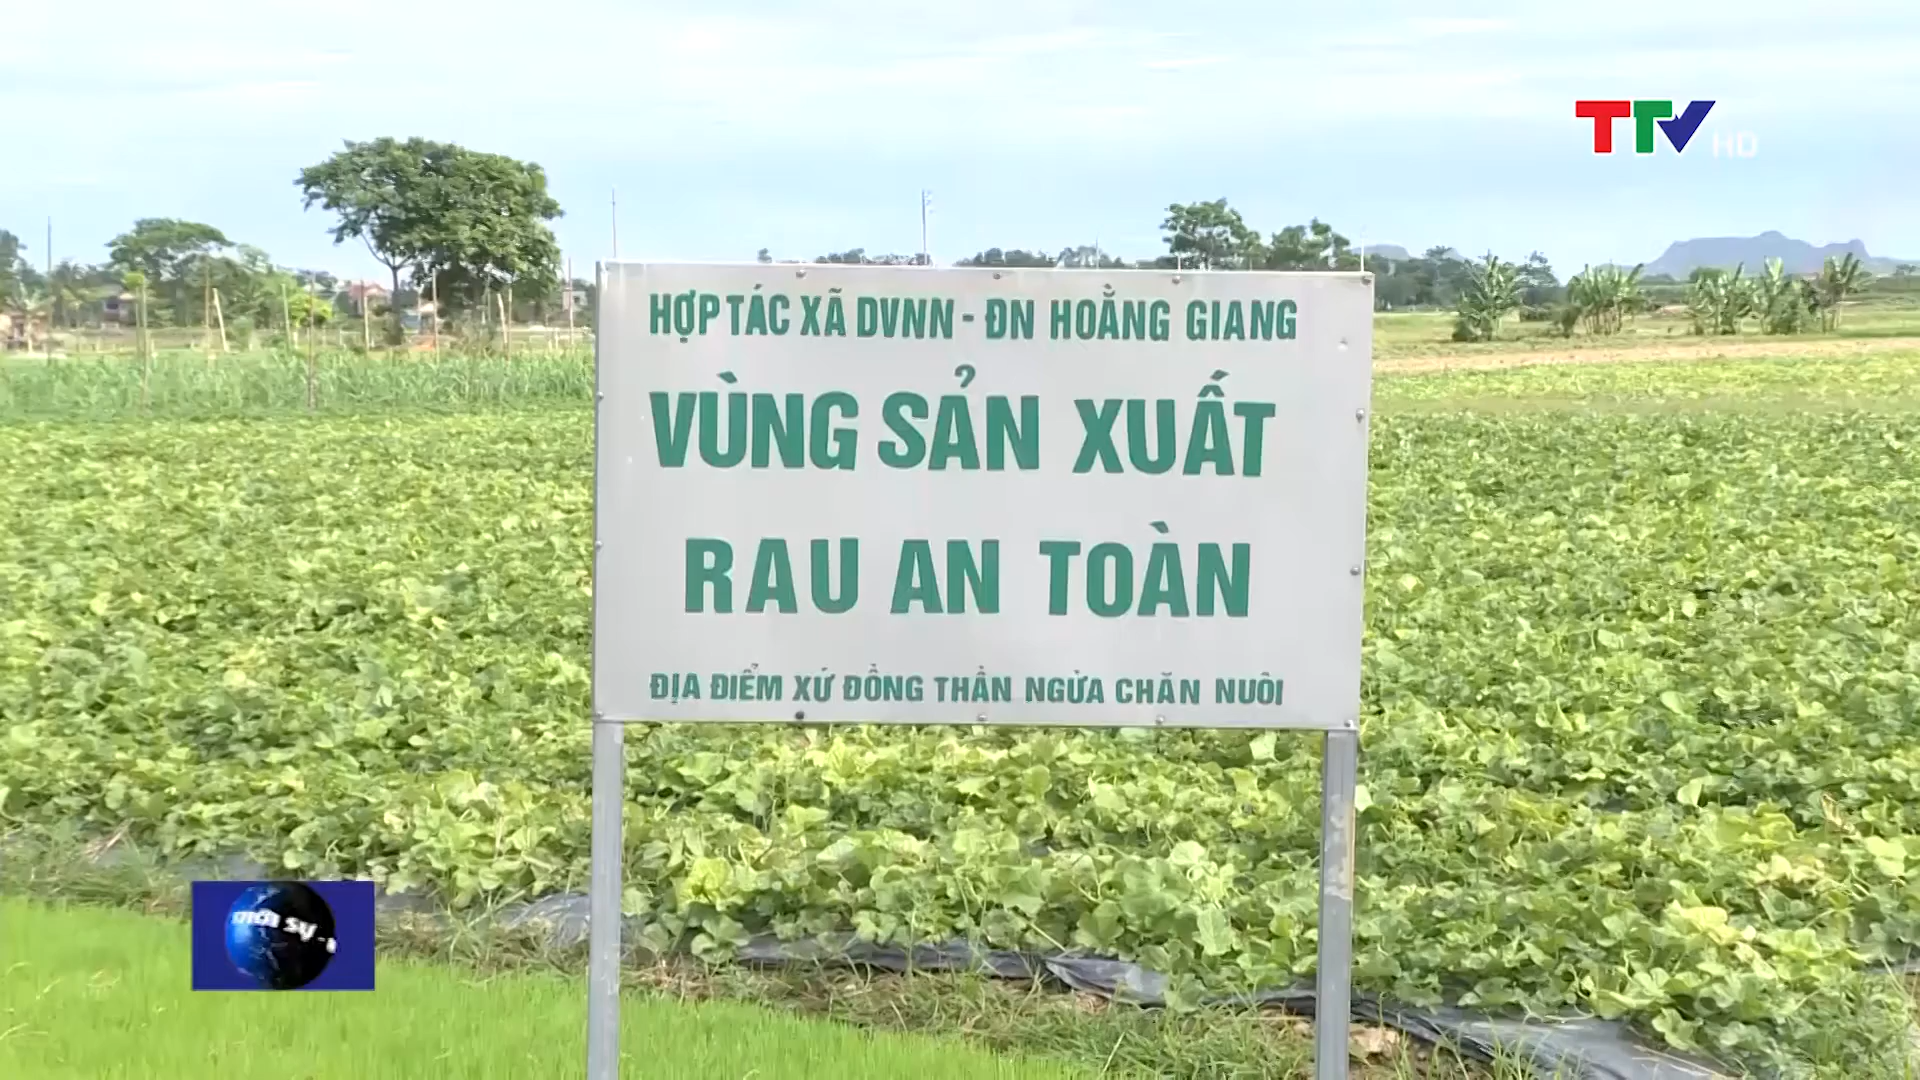 TTV HD
HỢP TÁC XÃ DVNN - ĐN HOẰNG GIANG
VÙNG SẢN XUẤT
RAU AN TOÀN
ĐỊA ĐIỂM XỨ ĐỒNG THẦN NGỪA CHĂN NUÔI